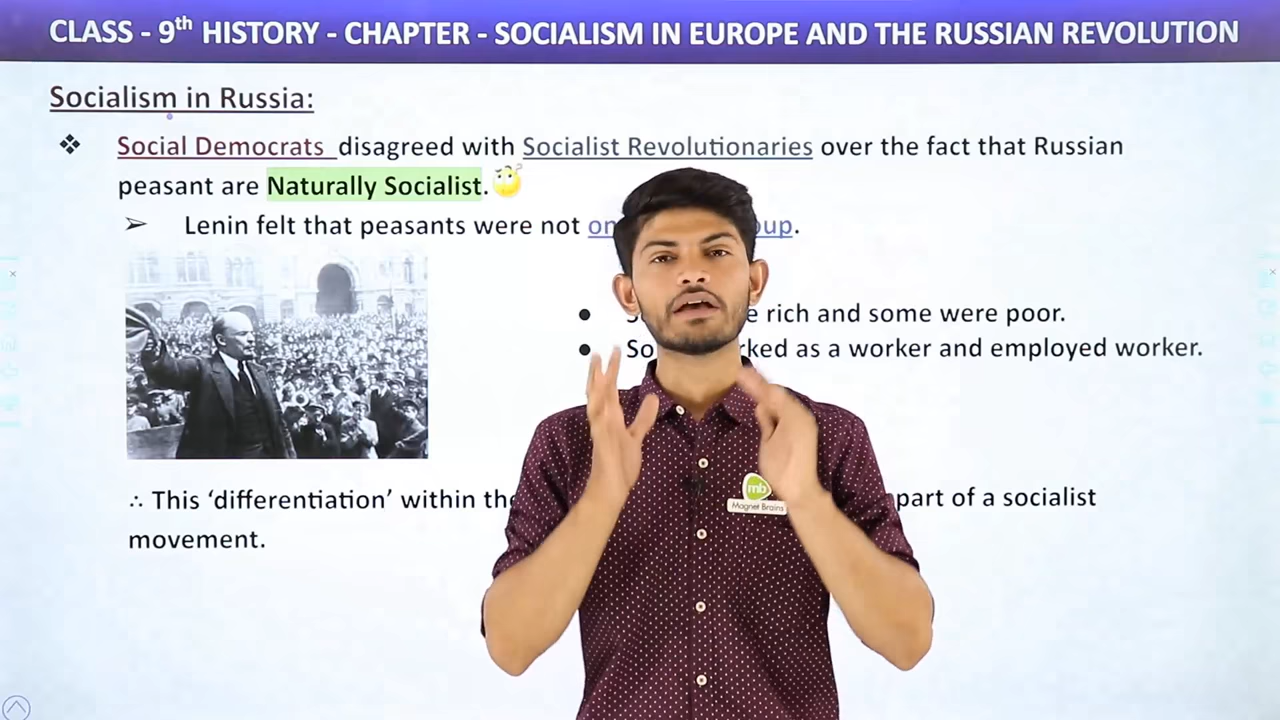 CLASS - 9th HISTORY - CHAPTER - SOCIALISM IN EUROPE AND THE RUSSIAN REVOLUTION
Socialism in Russia:
❖ Social Democrats disagreed with Socialist Revolutionaries over the fact that Russian
peasant are Naturally Socialist.
➢ Lenin felt that peasants were not on oup.
• rich and some were poor.
• So rked as a worker and employed worker.
∴ This ‘differentiation’ within the part of a socialist
movement.
mb
Magnet Brains